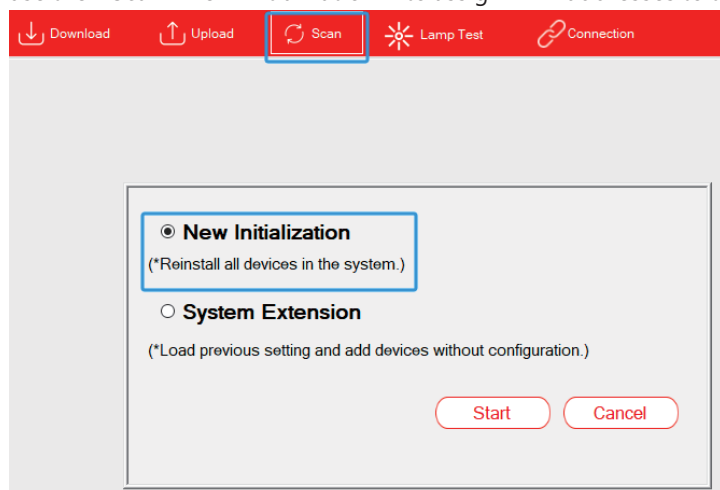 Download Upload Scan Lamp Test Connection
New Initialization
(*Reinstall all devices in the system.)
System Extension
(*Load previous setting and add devices without configuration.)
Start Cancel